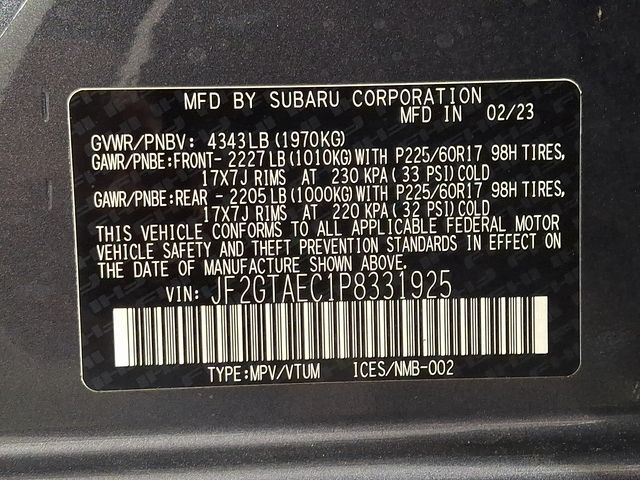 MFD BY SUBARU CORPORATION
MFD IN 02/23
GVWR/PNBV: 4343LB (1970KG)
GAWR/PNBE:FRONT- 2227LB (1010KG) WITH P225/60R17 98H TIRES,
17X7J RIMS AT 230 KPA (33 PSI) COLD
GAWR/PNBE:REAR - 2205LB (1000KG) WITH P225/60R17 98H TIRES,
17X7J RIMS AT 220 KPA (32 PSI) COLD
THIS VEHICLE CONFORMS TO ALL APPLICABLE FEDERAL MOTOR
VEHICLE SAFETY AND THEFT PREVENTION STANDARDS IN EFFECT ON
THE DATE OF MANUFACTURE SHOWN ABOVE.
VIN: JF2GTAEC1P8331925
TYPE:MPV/VTUM ICES/NMB-002